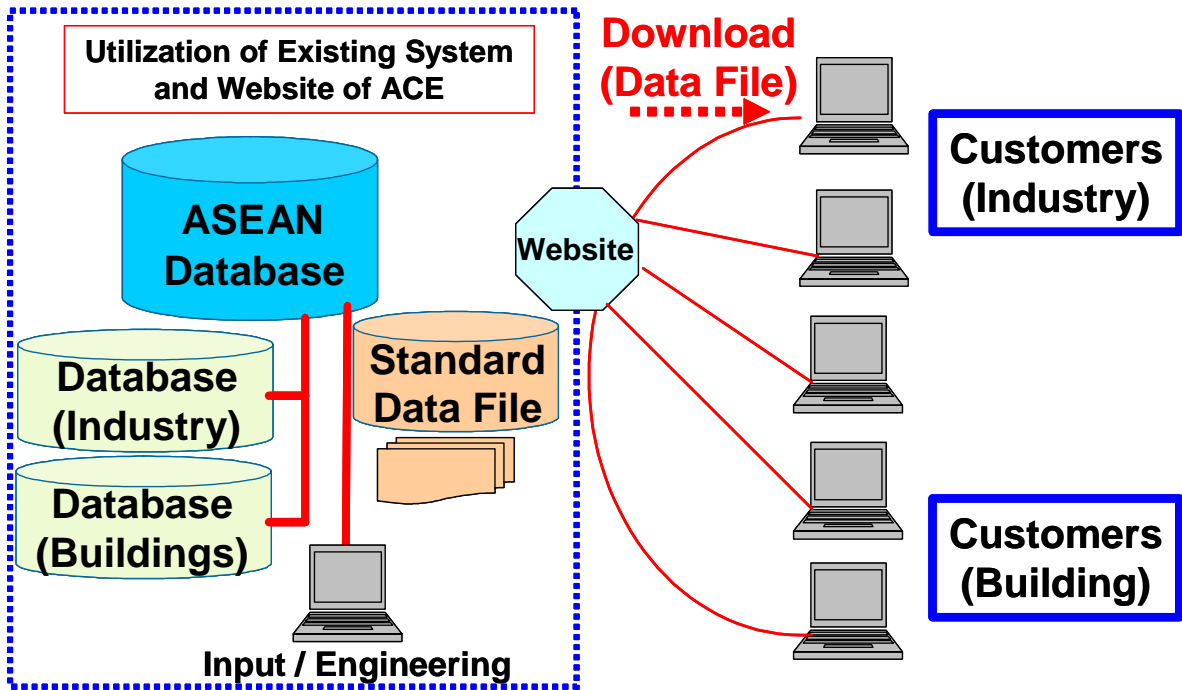 Utilization of Existing System
and Website of ACE
Download
(Data File)
Customers
(Industry)
ASEAN
Database
Website
Database
(Industry)
Standard
Data File
Database
(Buildings)
Customers
(Building)
Input / Engineering